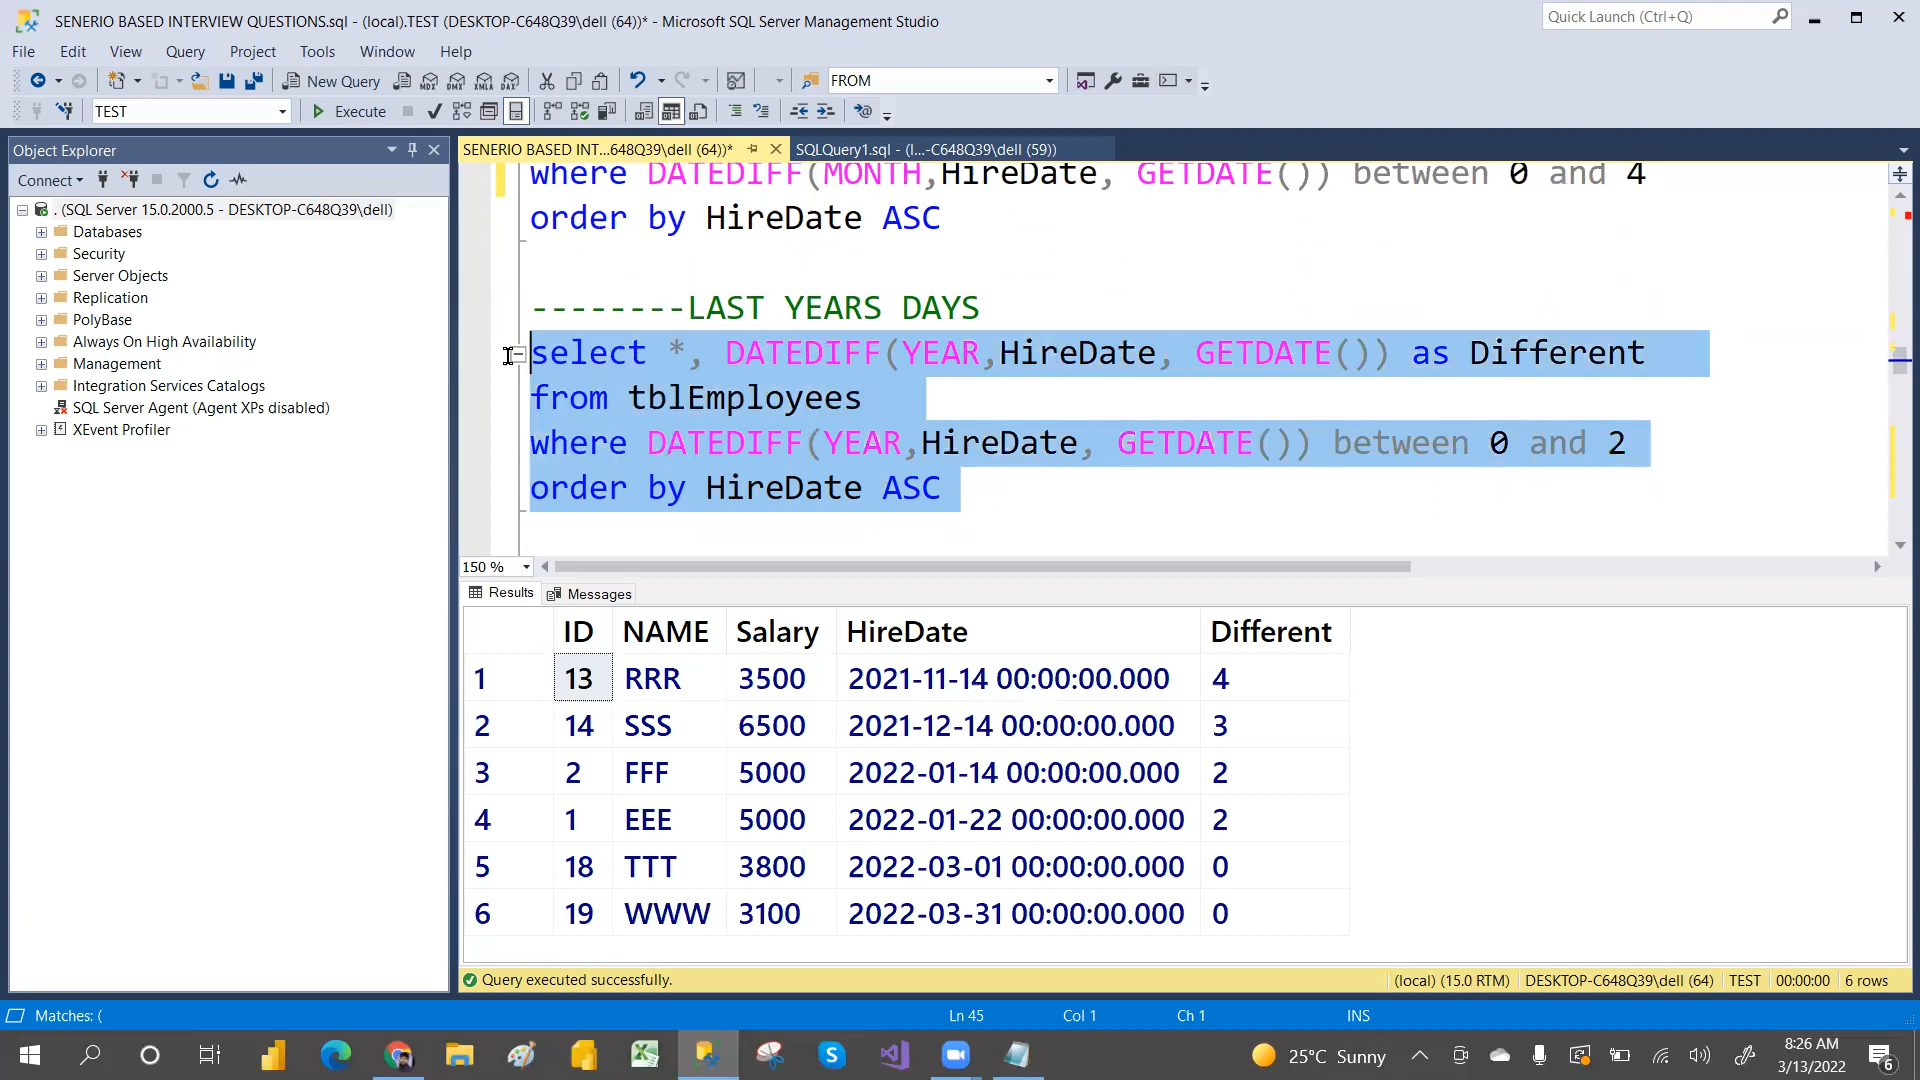 SENERIO BASED INTERVIEW QUESTIONS.sql - (local).TEST (DESKTOP-C648Q39\dell (64))* - Microsoft SQL Server Management Studio
Quick Launch (Ctrl+Q)
File Edit View Query Project Tools Window Help
New Query
FROM
TEST
Execute
Object Explorer
SENERIO BASED INT...648Q39\dell (64))*
SQLQuery1.sql - (l...-C648Q39\dell (59))
Connect
. (SQL Server 15.0.2000.5 - DESKTOP-C648Q39\dell)
Databases
Security
Server Objects
Replication
PolyBase
Always On High Availability
Management
Integration Services Catalogs
SQL Server Agent (Agent XPs disabled)
XEvent Profiler
where DATEDIFF(MONTH,HireDate, GETDATE()) between 0 and 4
order by HireDate ASC
--------LAST YEARS DAYS
select *, DATEDIFF(YEAR,HireDate, GETDATE()) as Different
from tblEmployees
where DATEDIFF(YEAR,HireDate, GETDATE()) between 0 and 2
order by HireDate ASC
150 %
Results Messages
ID NAME Salary HireDate Different
1 13 RRR 3500 2021-11-14 00:00:00.000 4
2 14 SSS 6500 2021-12-14 00:00:00.000 3
3 2 FFF 5000 2022-01-14 00:00:00.000 2
4 1 EEE 5000 2022-01-22 00:00:00.000 2
5 18 TTT 3800 2022-03-01 00:00:00.000 0
6 19 WWW 3100 2022-03-31 00:00:00.000 0
Query executed successfully.
(local) (15.0 RTM) DESKTOP-C648Q39\dell (64) TEST 00:00:00 6 rows
Matches: (
Ln 45 Col 1 Ch 1 INS
25°C Sunny
8:26 AM
3/13/2022
6